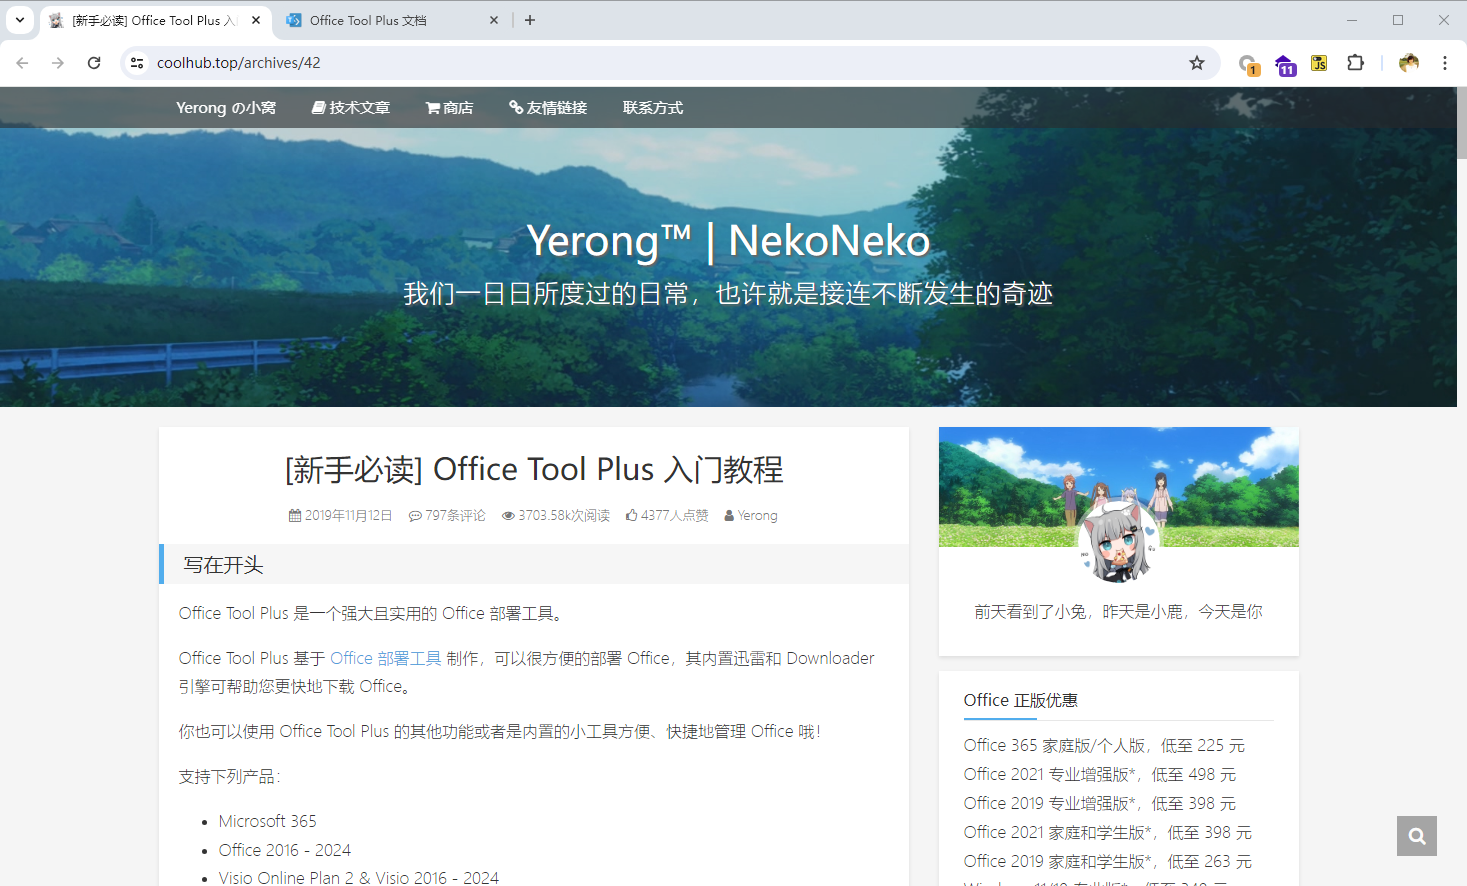 [新手必读] Office Tool Plus 入
Office Tool Plus 文档
coolhub.top/archives/42
1
11
JS
Yerong の小窝
技术文章
商店
友情链接
联系方式
Yerong™ | NekoNeko
我们一日日所度过的日常，也许就是接连不断发生的奇迹
[新手必读] Office Tool Plus 入门教程
2019年11月12日 797条评论 3703.58k次阅读 4377人点赞 Yerong
写在开头
Office Tool Plus 是一个强大且实用的 Office 部署工具。
Office Tool Plus 基于 Office 部署工具 制作，可以很方便的部署 Office，其内置迅雷和 Downloader
引擎可帮助您更快地下载 Office。
你也可以使用 Office Tool Plus 的其他功能或者是内置的小工具方便、快捷地管理 Office 哦！
支持下列产品：
Microsoft 365
Office 2016 - 2024
Visio Online Plan 2 & Visio 2016 - 2024
前天看到了小兔，昨天是小鹿，今天是你
Office 正版优惠
Office 365 家庭版/个人版，低至 225 元
Office 2021 专业增强版*，低至 498 元
Office 2019 专业增强版*，低至 398 元
Office 2021 家庭和学生版*，低至 398 元
Office 2019 家庭和学生版*，低至 263 元